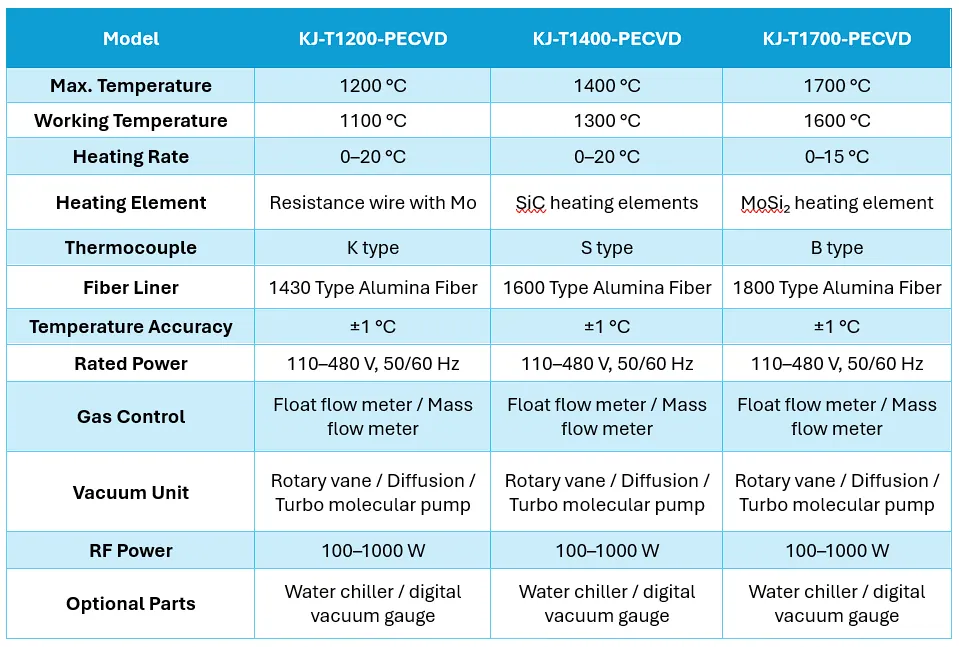 Model KJ-T1200-PECVD KJ-T1400-PECVD KJ-T1700-PECVD
Max. Temperature 1200 °C 1400 °C 1700 °C
Working Temperature 1100 °C 1300 °C 1600 °C
Heating Rate 0–20 °C 0–20 °C 0–15 °C
Heating Element Resistance wire with Mo SiC heating elements MoSi₂ heating element
Thermocouple K type S type B type
Fiber Liner 1430 Type Alumina Fiber 1600 Type Alumina Fiber 1800 Type Alumina Fiber
Temperature Accuracy ±1 °C ±1 °C ±1 °C
Rated Power 110–480 V, 50/60 Hz 110–480 V, 50/60 Hz 110–480 V, 50/60 Hz
Gas Control Float flow meter / Mass flow meter Float flow meter / Mass flow meter Float flow meter / Mass flow meter
Vacuum Unit Rotary vane / Diffusion / Turbo molecular pump Rotary vane / Diffusion / Turbo molecular pump Rotary vane / Diffusion / Turbo molecular pump
RF Power 100–1000 W 100–1000 W 100–1000 W
Optional Parts Water chiller / digital vacuum gauge Water chiller / digital vacuum gauge Water chiller / digital vacuum gauge